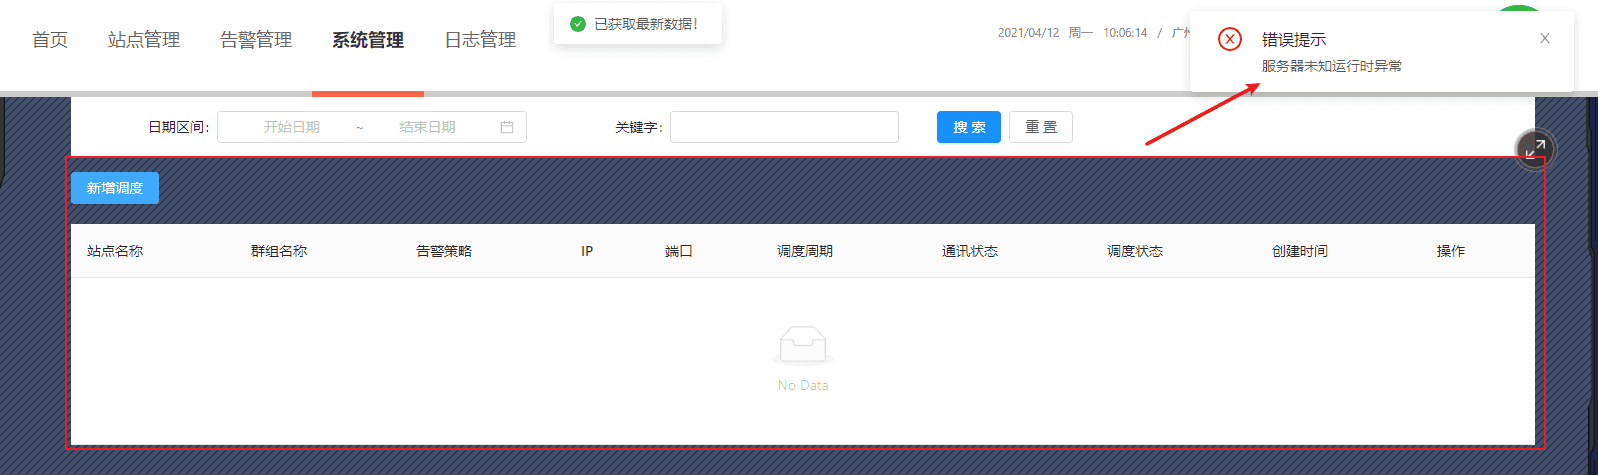 首页 站点管理 告警管理 系统管理 日志管理
已获取最新数据!
2021/04/12 周一 10:06:14 / 广
错误提示
服务器未知运行时异常
日期区间: 开始日期 ~ 结束日期 关键字: 搜 索 重 置
新增调度
站点名称 群组名称 告警策略 IP 端口 调度周期 通讯状态 调度状态 创建时间 操作
No Data